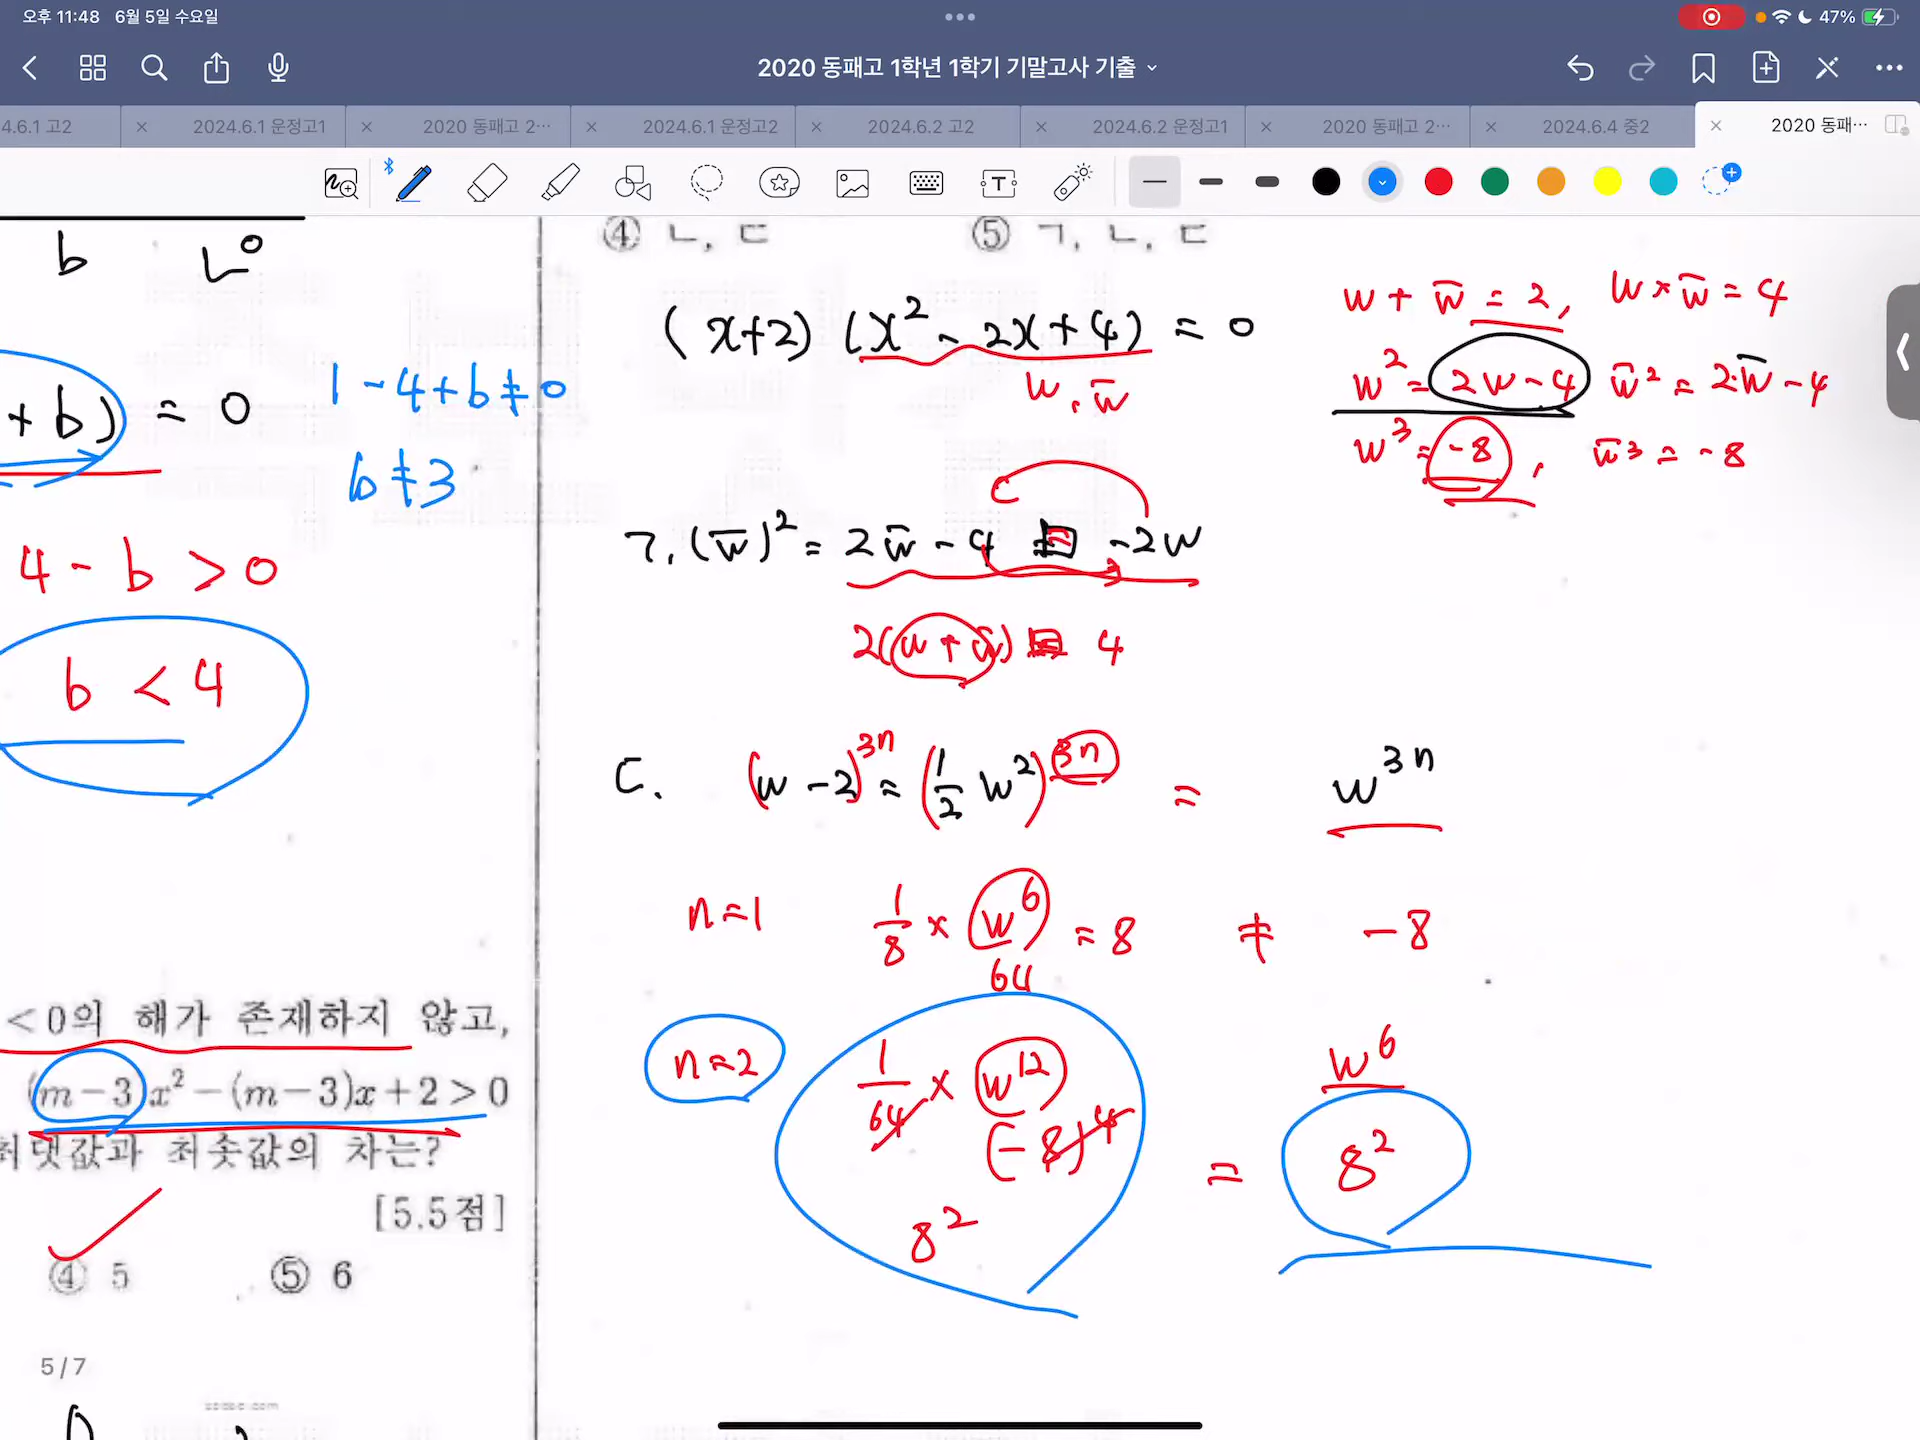 오후 11:48 6월 5일 수요일
47%
2020 동패고 1학년 1학기 기말고사 기출
4.6.1 고2
2024.6.1 운정고1
2020 동패고 2…
2024.6.1 운정고2
2024.6.2 고2
2024.6.2 운정고1
2020 동패고 2…
2024.6.4 중2
2020 동패…
b
+ b) = 0
1 - 4 + b ≠ 0
b ≠ 3
4 - b > 0
b < 4
<0의 해가 존재하지 않고,
(m-3)x²-(m-3)x+2>0
최댓값과 최솟값의 차는?
[5.5점]
④ 5 ⑤ 6
5/7
④ ㄴ, ㄷ ⑤ ㄱ, ㄴ, ㄷ
(x+2)(x² - 2x + 4) = 0
w, w̄
w + w̄ = 2, w × w̄ = 4
w² = 2w - 4 w̄² = 2·w̄ - 4
w³ = -8, w̄³ = -8
ㄱ. (w̄)² = 2w̄ - 4 = -2w
2(w + w̄) = 4
ㄷ. (w - 2)³ⁿ = (1/2 w²)³ⁿ = w³ⁿ
n=1 1/8 × w⁶ = 8 ≠ -8
64
n=2 1/64 × w¹² w⁶
(-8)⁴ = 8²
8²